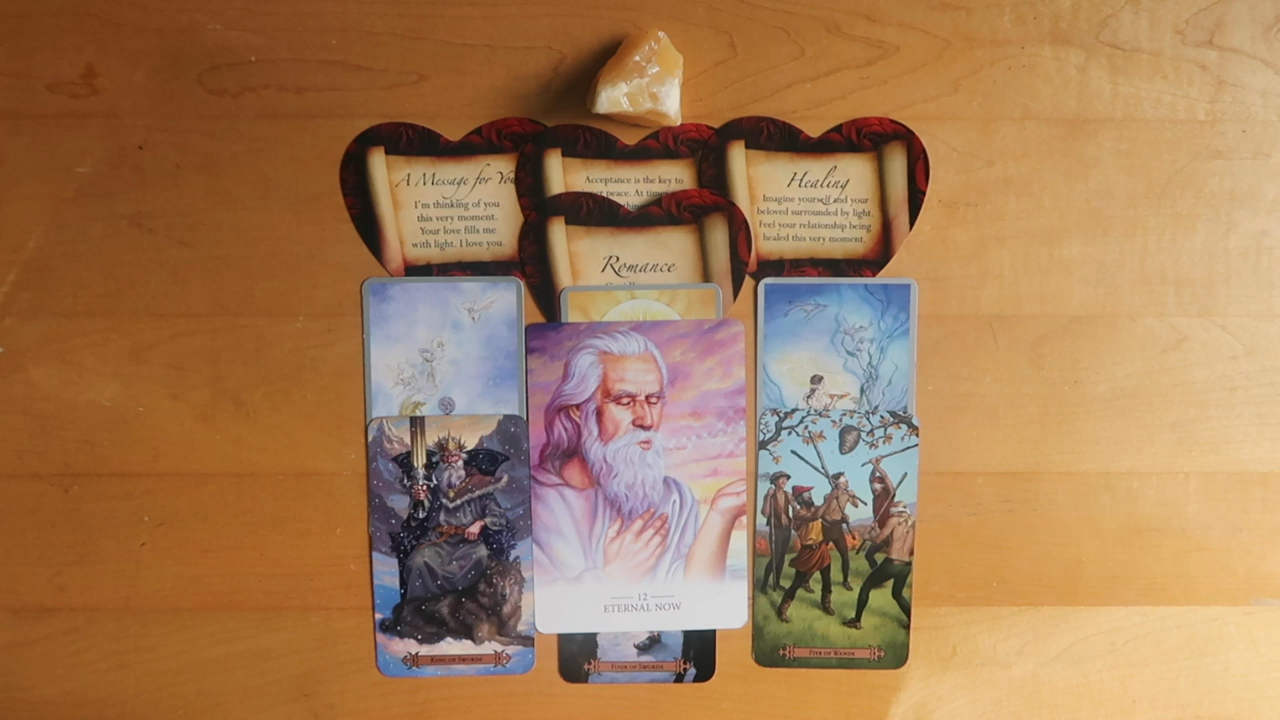 A Message for You
I'm thinking of you
this very moment.
Your love fills me
with light. I love you.
Acceptance is the key to
peace. At
Healing
Imagine yourself and your
beloved surrounded by light.
Feel your relationship being
healed this very moment.
Romance
12
ETERNAL NOW
KING OF SWORDS
OF SWORDS
FIVE OF WANDS